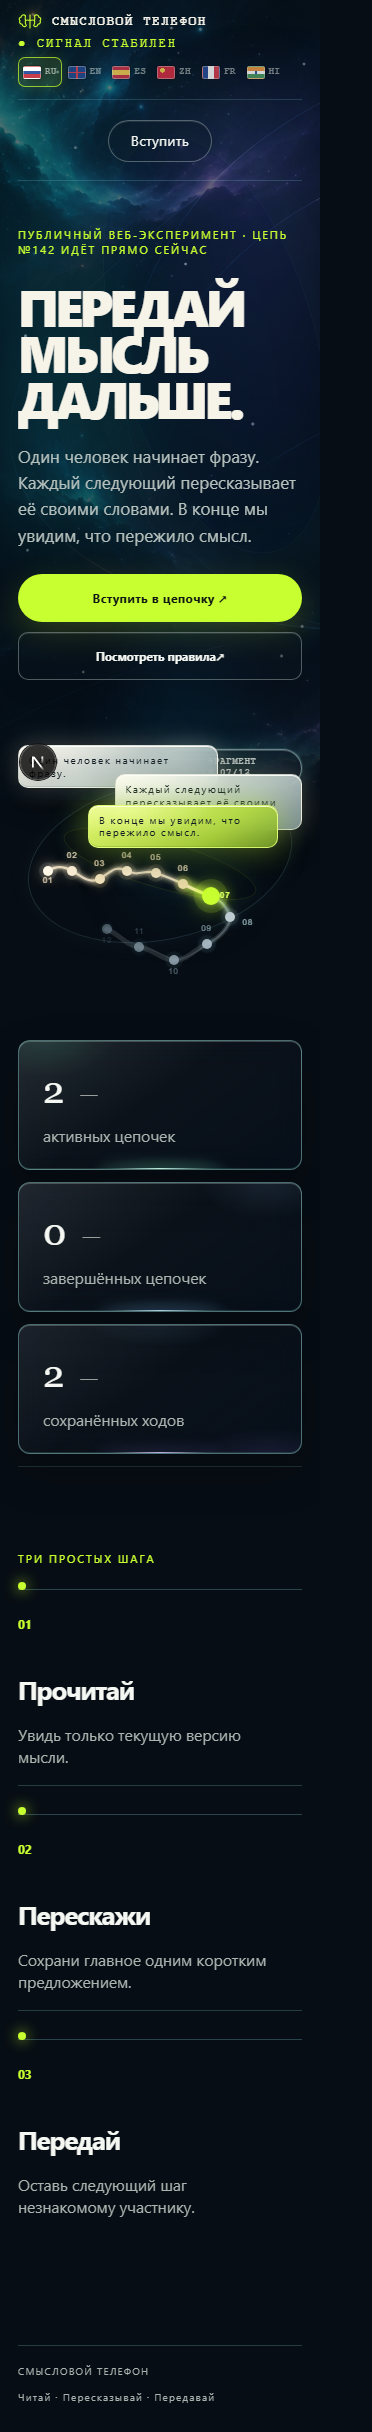 СМЫСЛОВОЙ ТЕЛЕФОН
СИГНАЛ СТАБИЛЕН
RU EN ES ZH FR HI
Вступить
ПУБЛИЧНЫЙ ВЕБ-ЭКСПЕРИМЕНТ · ЦЕПЬ
№142 ИДЁТ ПРЯМО СЕЙЧАС
ПЕРЕДАЙ
МЫСЛЬ
ДАЛЬШЕ.
Один человек начинает фразу.
Каждый следующий пересказывает
её своими словами. В конце мы
увидим, что пережило смысл.
Вступить в цепочку ↗
Посмотреть правила↗
человек начинает
фразу.
07/12
Каждый следующий
пересказывает её своими
В конце мы увидим, что
пережило смысл.
01
02
03
04
05
06
07
08
09
10
11
12
2 —
активных цепочек
0 —
завершённых цепочек
2 —
сохранённых ходов
ТРИ ПРОСТЫХ ШАГА
01
Прочитай
Увидь только текущую версию
мысли.
02
Перескажи
Сохрани главное одним коротким
предложением.
03
Передай
Оставь следующий шаг
незнакомому участнику.
СМЫСЛОВОЙ ТЕЛЕФОН
Читай · Пересказывай · Передавай